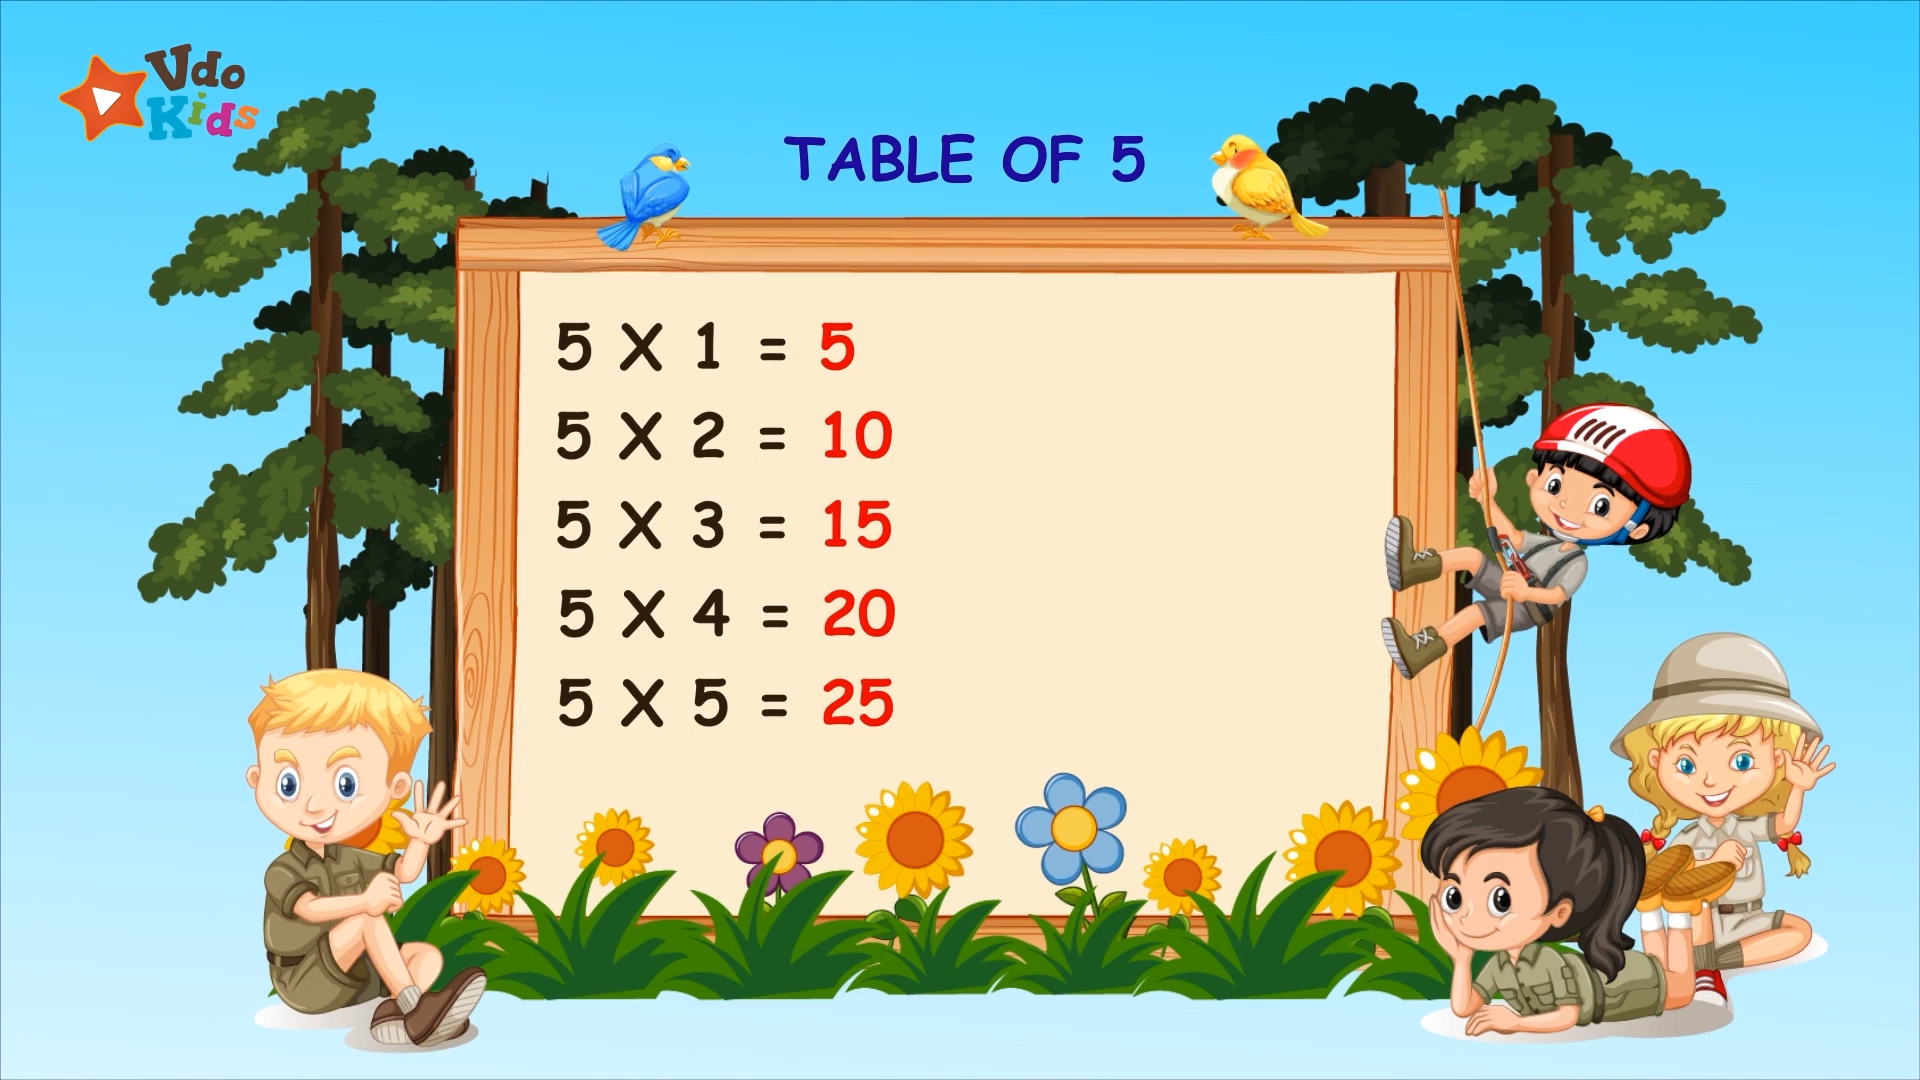 Vdo
Kids
TABLE OF 5
5 X 1 = 5
5 X 2 = 10
5 X 3 = 15
5 X 4 = 20
5 X 5 = 25